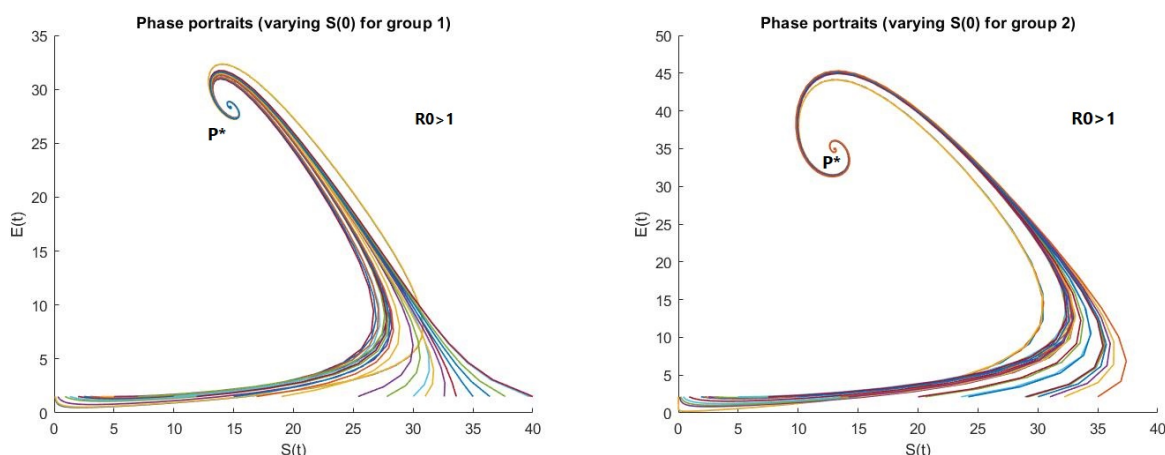 Phase portraits (varying S(0) for group 1)
35
30
25
20
15
10
5
0
E(t)
P*
R0>1
0 5 10 15 20 25 30 35 40
S(t)
Phase portraits (varying S(0) for group 2)
50
45
40
35
30
25
20
15
10
5
0
E(t)
P*
R0>1
0 5 10 15 20 25 30 35 40
S(t)